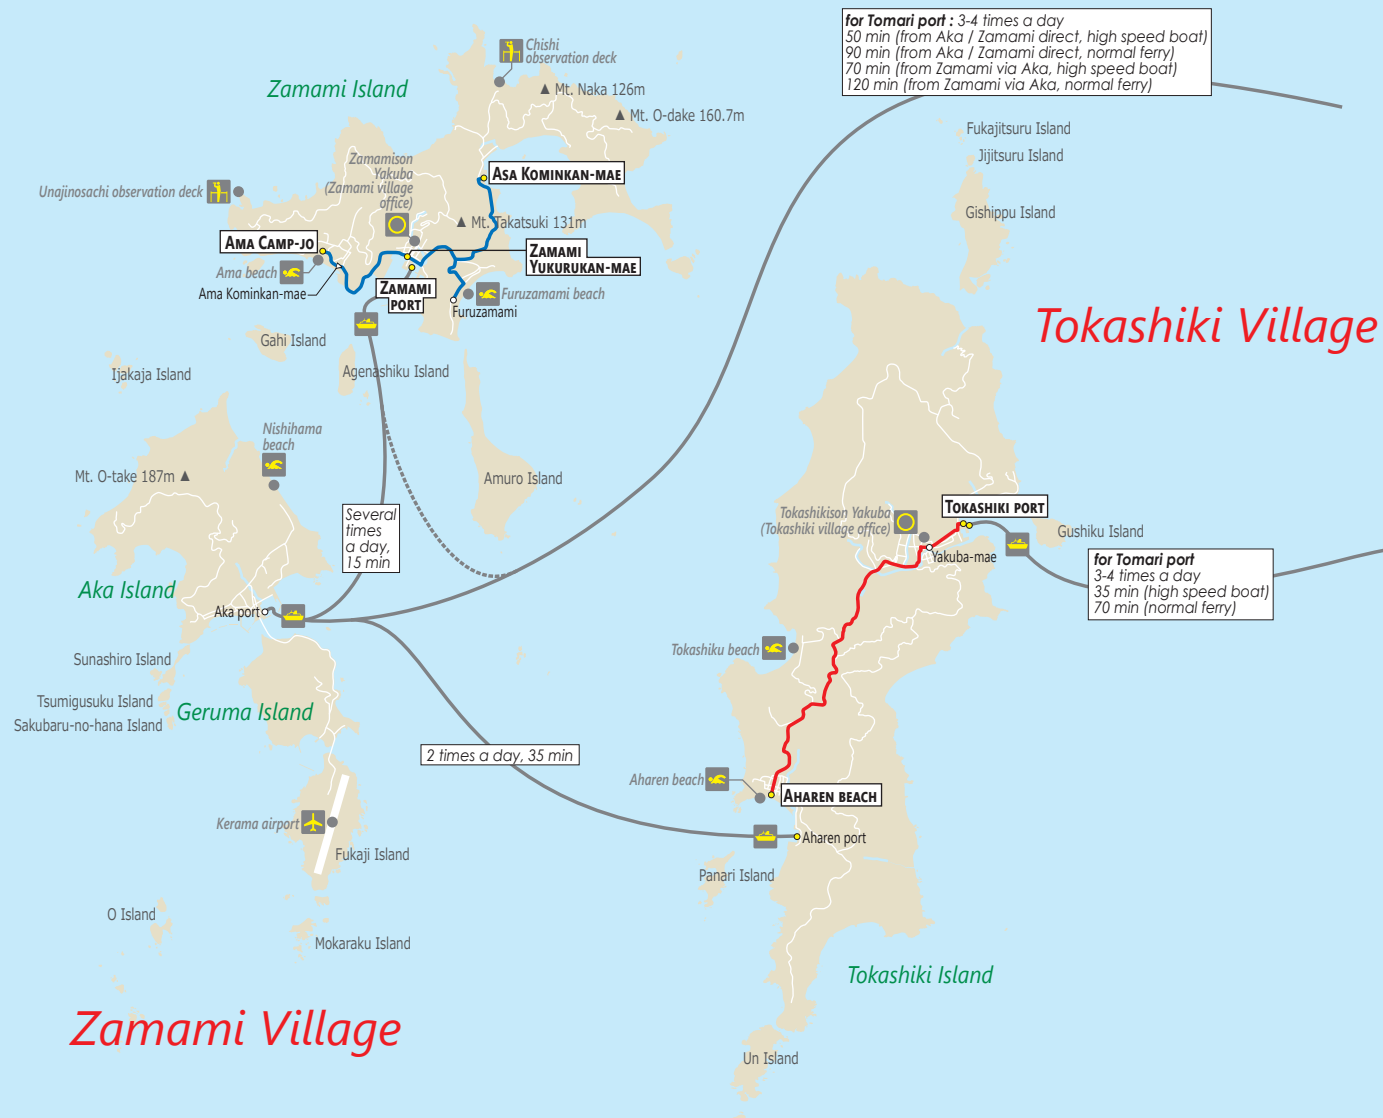 for Tomari port : 3-4 times a day
50 min (from Aka / Zamami direct, high speed boat)
90 min (from Aka / Zamami direct, normal ferry)
70 min (from Zamami via Aka, high speed boat)
120 min (from Zamami via Aka, normal ferry)
Chishi
observation deck
Zamami Island
Mt. Naka 126m
Mt. O-dake 160.7m
Fukajitsuru Island
Jijitsuru Island
Zamamison
Yakuba
(Zamami village
office)
Asa Kominkan-mae
Unajinosachi observation deck
Gishippu Island
Mt. Takatsuki 131m
Ama Camp-jo
Zamami
Yukurukan-mae
Ama beach
Ama Kominkan-mae
Zamami
port
Furuzamami beach
Furuzamami
Tokashiki Village
Gahi Island
Ijakaja Island
Agenashiku Island
Nishihama
beach
Mt. O-take 187m
Amuro Island
Several
times
a day,
15 min
Tokashiki port
Tokashikison Yakuba
(Tokashiki village office)
Gushiku Island
Yakuba-mae
for Tomari port
3-4 times a day
35 min (high speed boat)
70 min (normal ferry)
Aka Island
Aka port
Tokashiku beach
Sunashiro Island
Tsumigusuku Island
Geruma Island
Sakubaru-no-hana Island
2 times a day, 35 min
Aharen beach
Aharen beach
Kerama airport
Aharen port
Fukaji Island
Panari Island
O Island
Mokaraku Island
Tokashiki Island
Zamami Village
Un Island